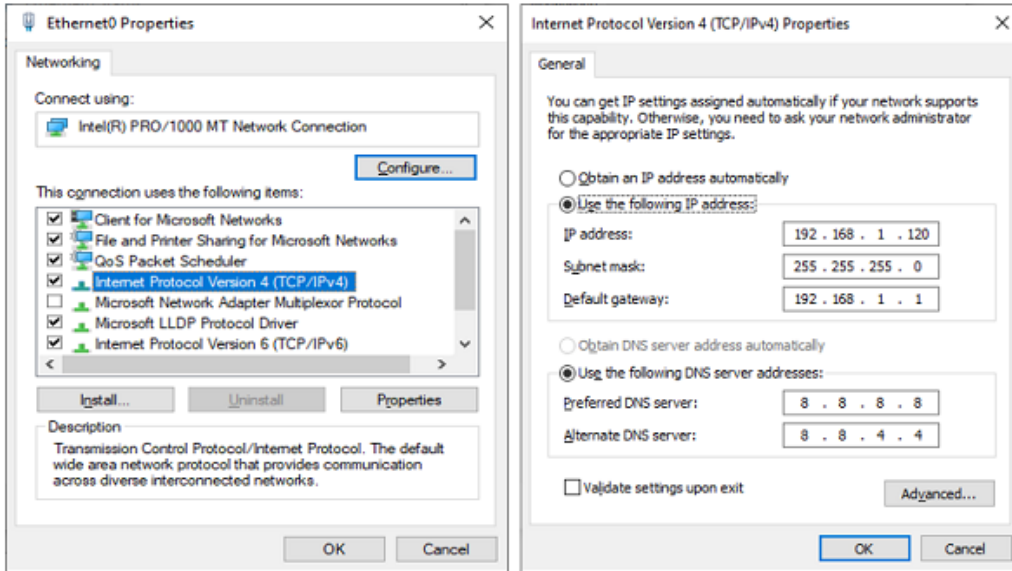 Ethernet0 Properties
Networking
Connect using:
Intel(R) PRO/1000 MT Network Connection
Configure...
This connection uses the following items:
Client for Microsoft Networks
File and Printer Sharing for Microsoft Networks
QoS Packet Scheduler
Internet Protocol Version 4 (TCP/IPv4)
Microsoft Network Adapter Multiplexor Protocol
Microsoft LLDP Protocol Driver
Internet Protocol Version 6 (TCP/IPv6)
Install...
Uninstall
Properties
Description
Transmission Control Protocol/Internet Protocol. The default
wide area network protocol that provides communication
across diverse interconnected networks.
OK
Cancel
Internet Protocol Version 4 (TCP/IPv4) Properties
General
You can get IP settings assigned automatically if your network supports
this capability. Otherwise, you need to ask your network administrator
for the appropriate IP settings.
Obtain an IP address automatically
Use the following IP address:
IP address: 192 . 168 . 1 . 120
Subnet mask: 255 . 255 . 255 . 0
Default gateway: 192 . 168 . 1 . 1
Obtain DNS server address automatically
Use the following DNS server addresses:
Preferred DNS server: 8 . 8 . 8 . 8
Alternate DNS server: 8 . 8 . 4 . 4
Validate settings upon exit
Advanced...
OK
Cancel